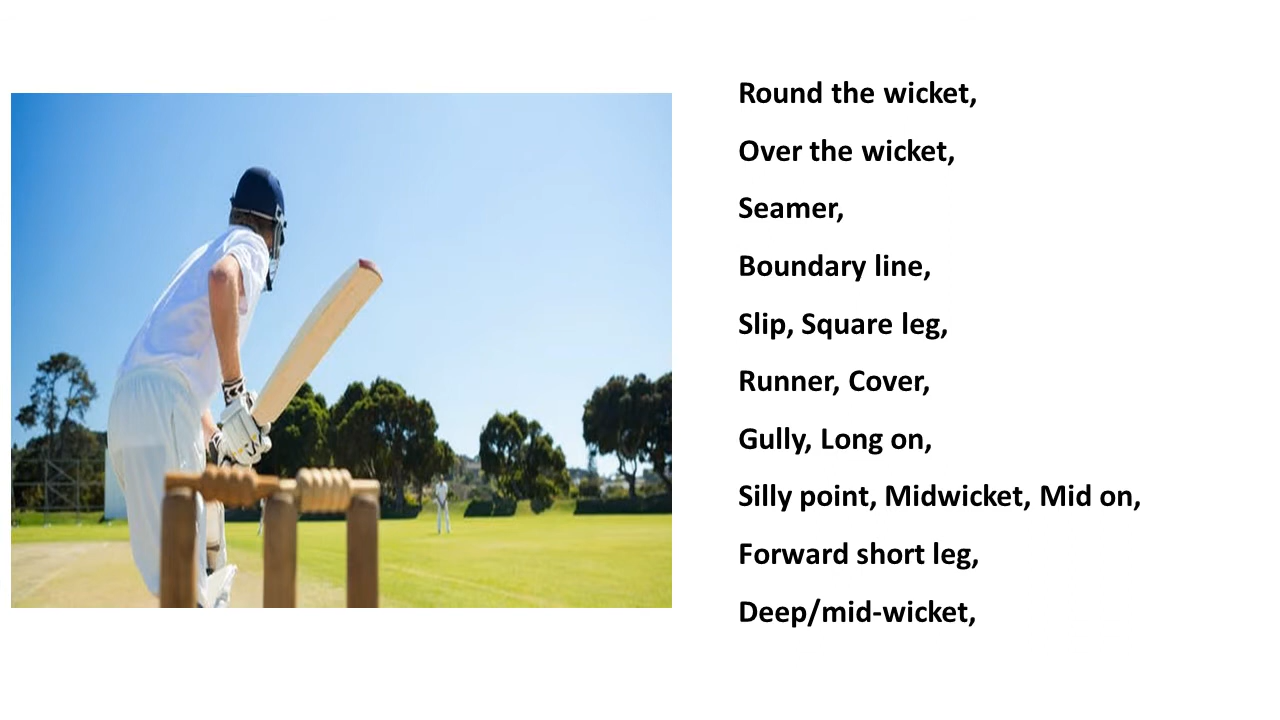 Round the wicket,
Over the wicket,
Seamer,
Boundary line,
Slip, Square leg,
Runner, Cover,
Gully, Long on,
Silly point, Midwicket, Mid on,
Forward short leg,
Deep/mid-wicket,